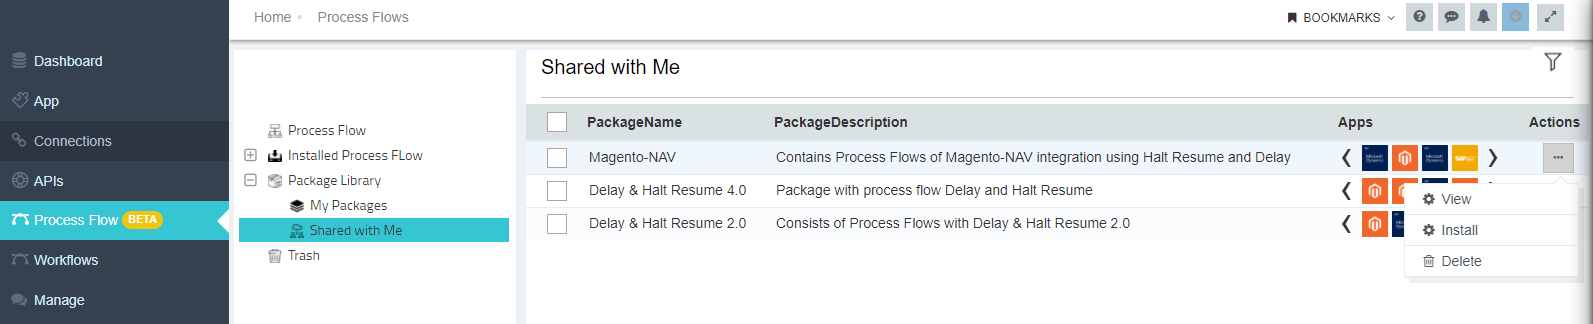 Home • Process Flows
BOOKMARKS
Dashboard
App
Connections
APIs
Process Flow BETA
Workflows
Manage
Process Flow
Installed Process FLow
Package Library
My Packages
Shared with Me
Trash
Shared with Me
PackageName PackageDescription Apps Actions
Magento-NAV Contains Process Flows of Magento-NAV integration using Halt Resume and Delay
Delay & Halt Resume 4.0 Package with process flow Delay and Halt Resume
Delay & Halt Resume 2.0 Consists of Process Flows with Delay & Halt Resume 2.0
View
Install
Delete